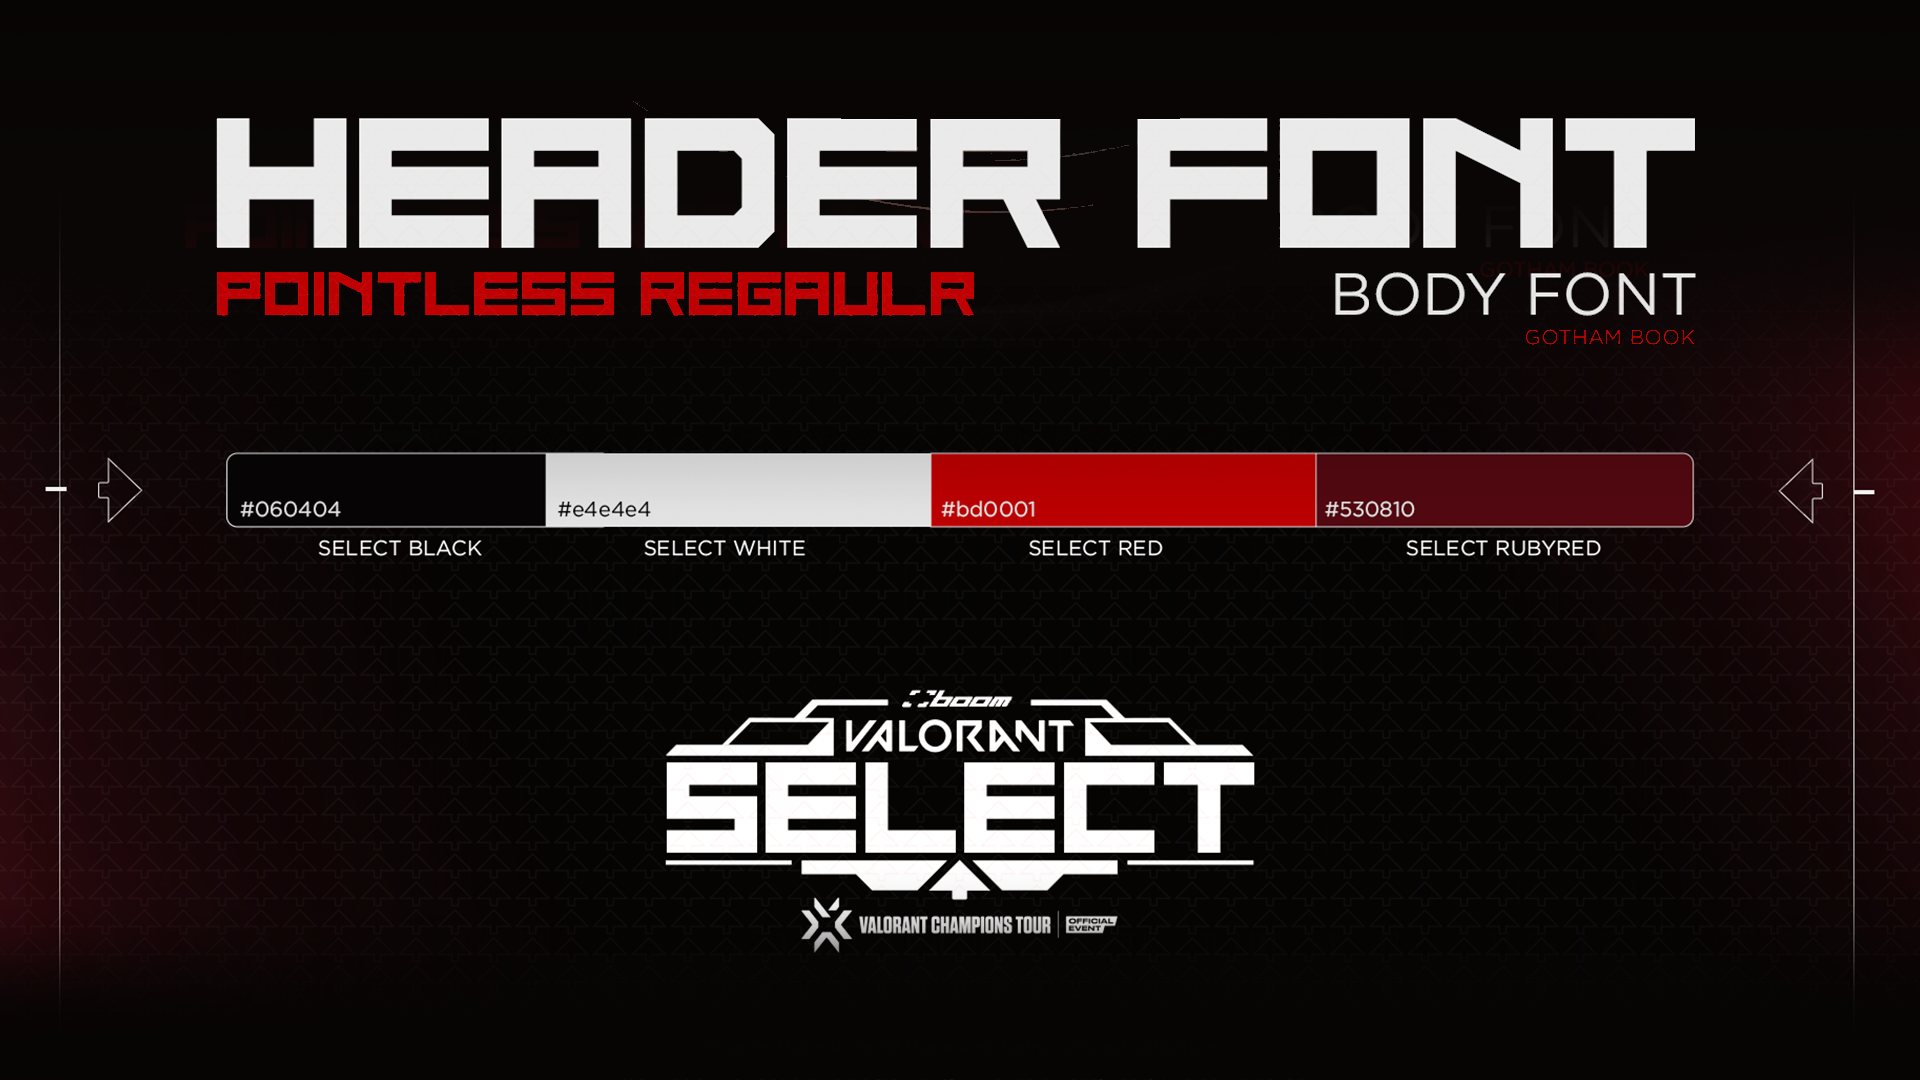 HEADER FONT
POINTLESS REGAULR
BODY FONT
GOTHAM BOOK
#060404
#e4e4e4
#bd0001
#530810
SELECT BLACK
SELECT WHITE
SELECT RED
SELECT RUBYRED
boom
VALORANT
SELECT
VALORANT CHAMPIONS TOUR
OFFICIAL
EVENT